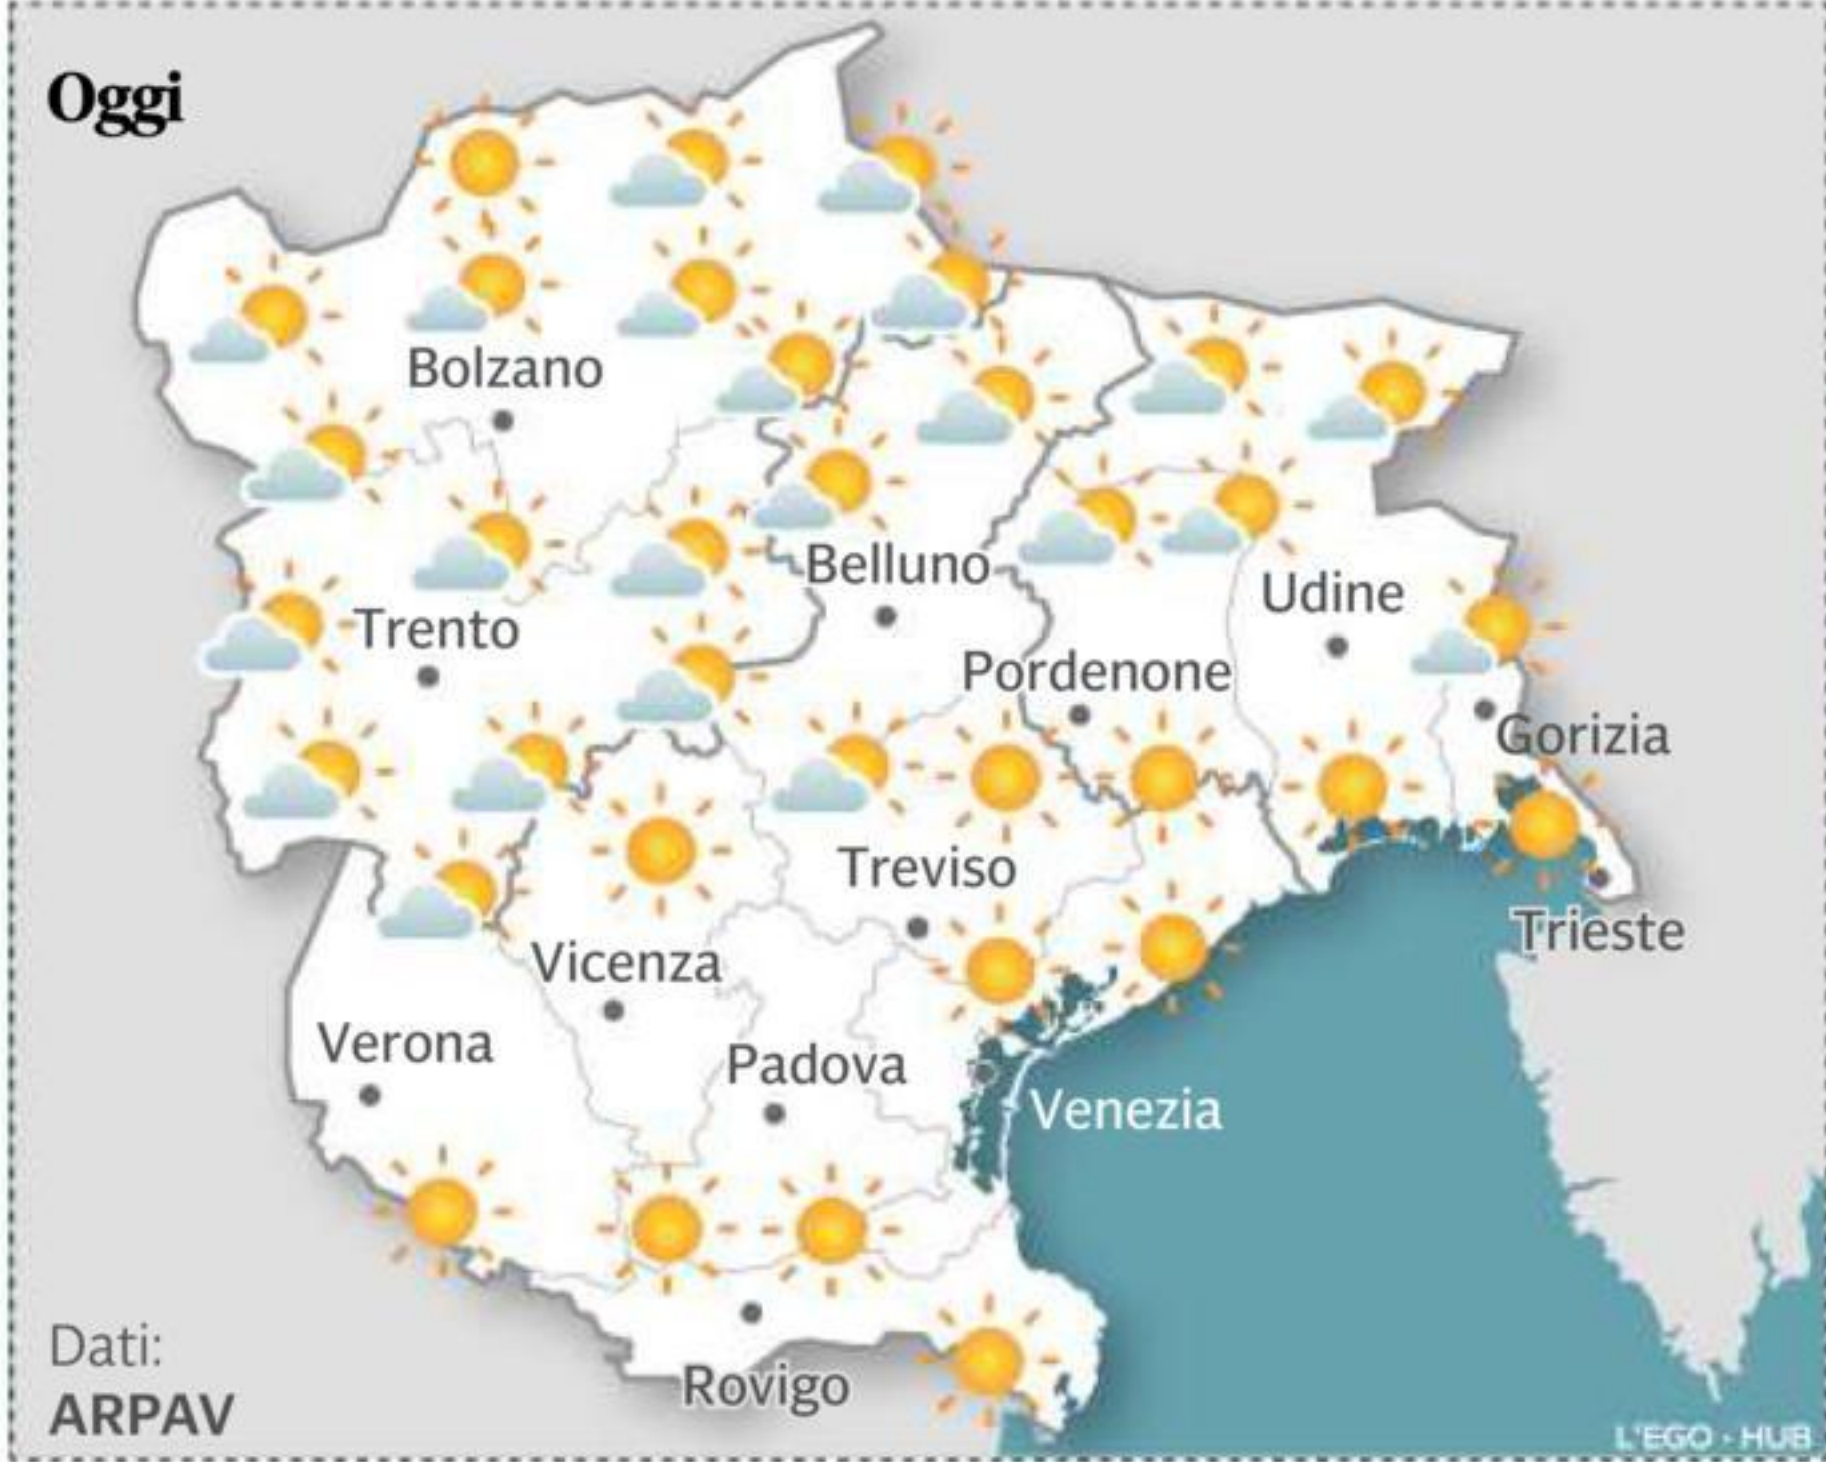 Oggi
Bolzano
Belluno
Udine
Trento
Pordenone
Gorizia
Treviso
Trieste
Vicenza
Verona
Padova
Venezia
Dati:
ARPAV
Rovigo
L'EGO - HUB